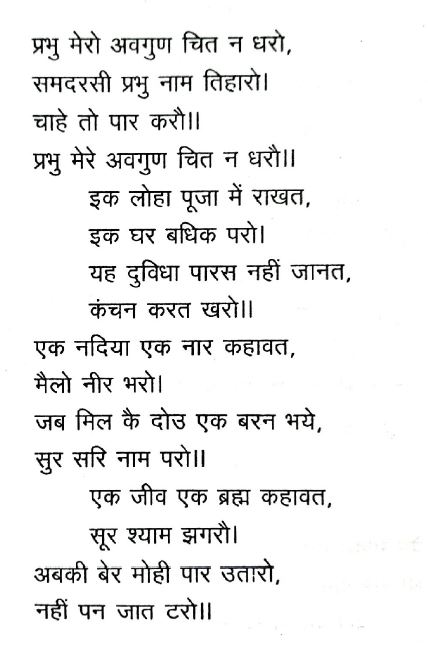 प्रभु मेरो अवगुण चित न धरो,
समदरसी प्रभु नाम तिहारो।
चाहे तो पार करौ॥
प्रभु मेरे अवगुण चित न धरौ॥
इक लोहा पूजा में राखत,
इक घर बधिक परो।
यह दुविधा पारस नहीं जानत,
कंचन करत खरो॥
एक नदिया एक नार कहावत,
मैलो नीर भरो।
जब मिल कै दोउ एक बरन भये,
सुर सरि नाम परो॥
एक जीव एक ब्रह्म कहावत,
सूर श्याम झगरौ।
अबकी बेर मोही पार उतारो,
नहीं पन जात टरो॥